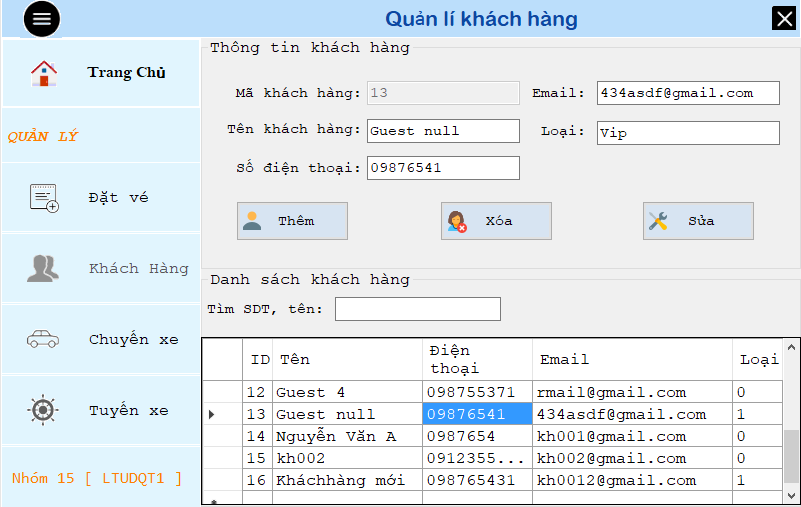 Quản lí khách hàng
Trang Chủ
QUẢN LÝ
Đặt vé
Khách Hàng
Chuyến xe
Tuyến xe
Nhóm 15 [ LTUDQT1 ]
Thông tin khách hàng
Mã khách hàng: 13 Email: 434asdf@gmail.com
Tên khách hàng: Guest null Loại: Vip
Số điện thoại: 09876541
Thêm Xóa Sửa
Danh sách khách hàng
Tìm SDT, tên:
ID Tên Điện thoại Email Loại
12 Guest 4 098755371 rmail@gmail.com 0
13 Guest null 09876541 434asdf@gmail.com 1
14 Nguyễn Văn A 0987654 kh001@gmail.com 0
15 kh002 0912355... kh002@gmail.com 0
16 Kháchhàng mới 098765431 kh0012@gmail.com 1